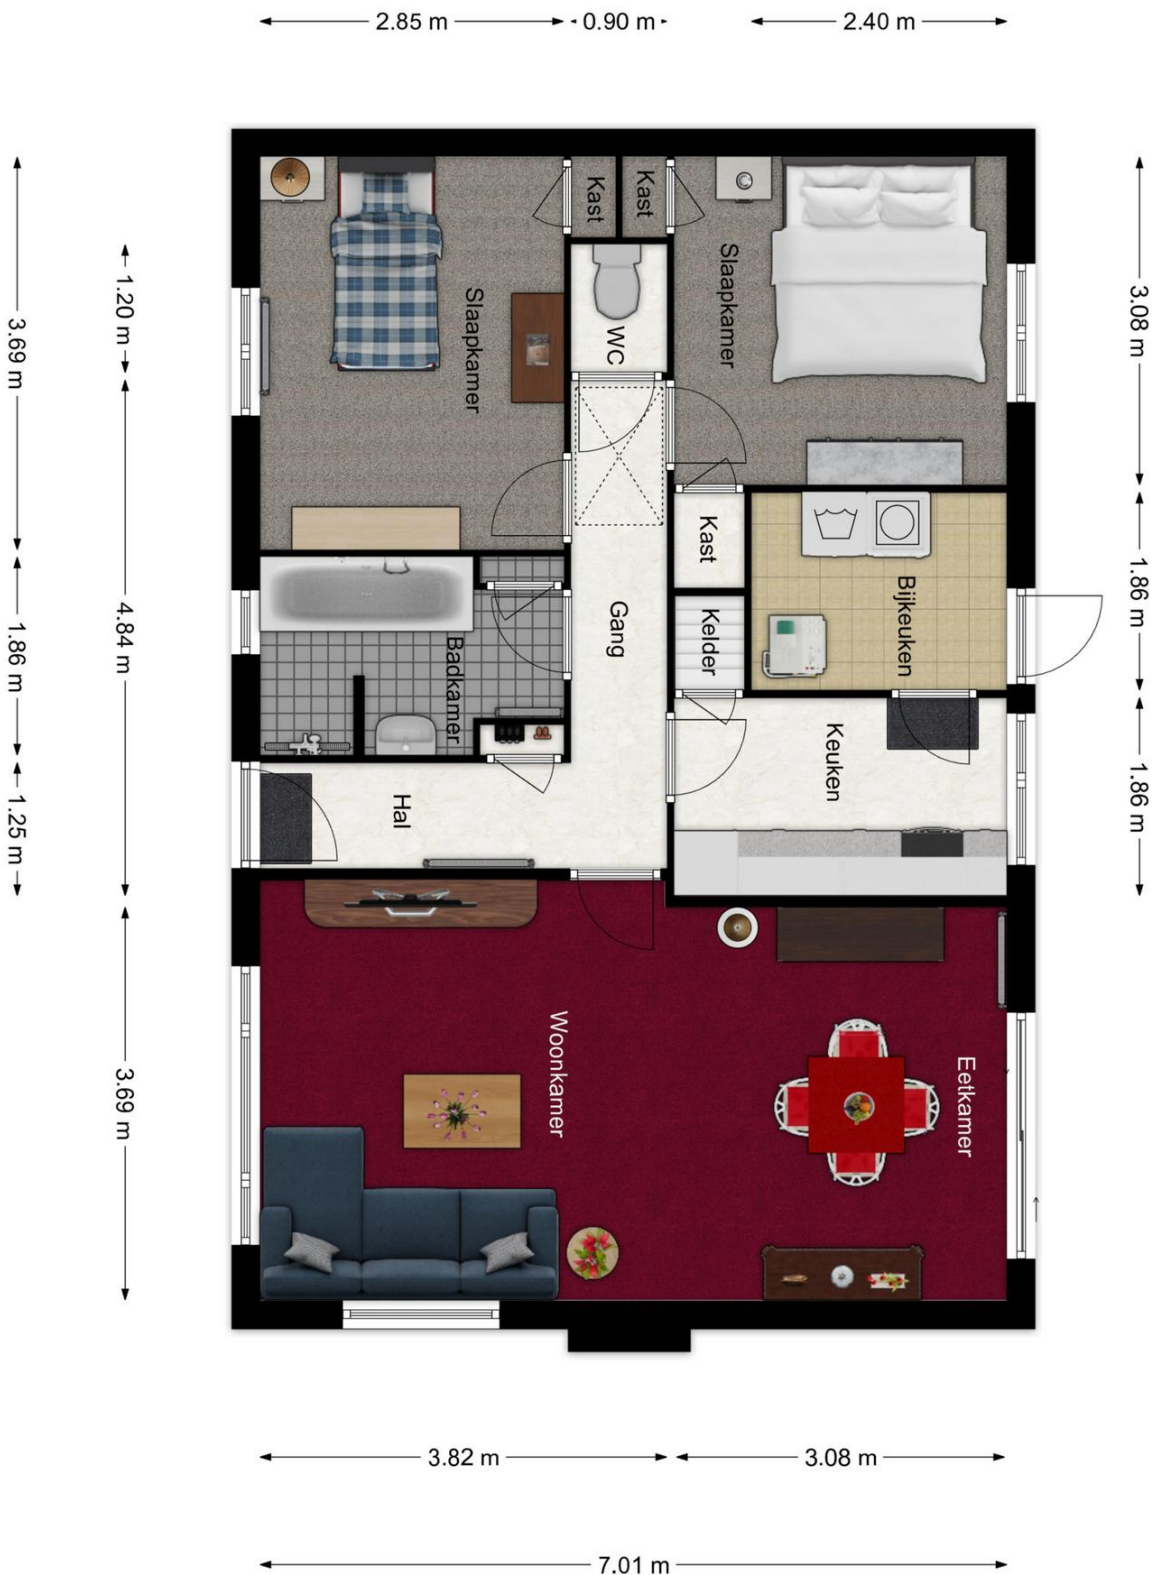 2.85 m
0.90 m
2.40 m
3.69 m
1.20 m
4.84 m
1.86 m
1.25 m
3.69 m
3.08 m
1.86 m
1.86 m
Kast
Kast
Slaapkamer
Slaapkamer
WC
Kast
Gang
Kelder
Bijkeuken
Badkamer
Keuken
Hal
Woonkamer
Eetkamer
3.82 m
3.08 m
7.01 m